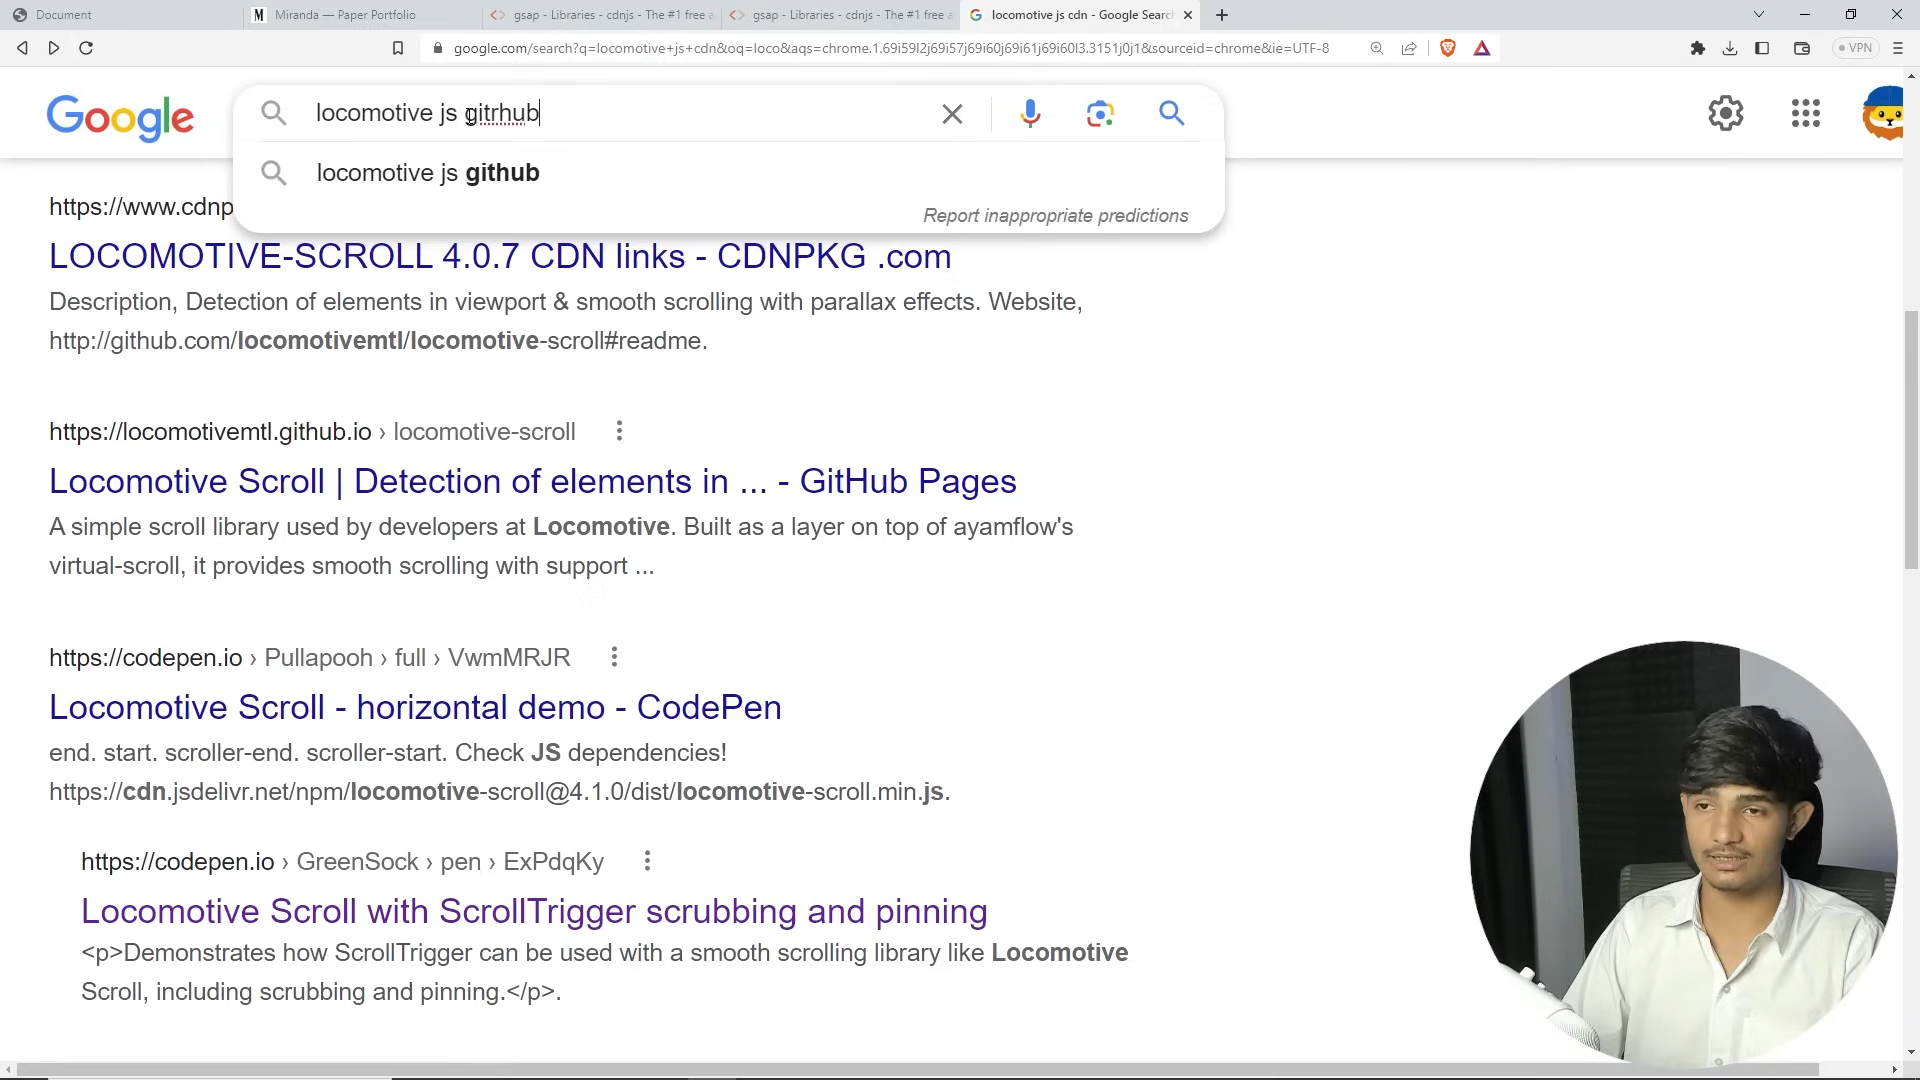 Document
Miranda — Paper Portfolio
gsap - Libraries - cdnjs - The #1 free a
gsap - Libraries - cdnjs - The #1 free a
locomotive js cdn - Google Searc
google.com/search?q=locomotive+js+cdn&oq=loco&aqs=chrome.1.69i59l2j69i57j69i60j69i61j69i60l3.3151j0j1&sourceid=chrome&ie=UTF-8
VPN
Google
locomotive js gitrhub
locomotive js github
Report inappropriate predictions
https://www.cdnp
LOCOMOTIVE-SCROLL 4.0.7 CDN links - CDNPKG .com
Description, Detection of elements in viewport & smooth scrolling with parallax effects. Website,
http://github.com/locomotivemtl/locomotive-scroll#readme.
https://locomotivemtl.github.io › locomotive-scroll
Locomotive Scroll | Detection of elements in ... - GitHub Pages
A simple scroll library used by developers at Locomotive. Built as a layer on top of ayamflow's
virtual-scroll, it provides smooth scrolling with support ...
https://codepen.io › Pullapooh › full › VwmMRJR
Locomotive Scroll - horizontal demo - CodePen
end. start. scroller-end. scroller-start. Check JS dependencies!
https://cdn.jsdelivr.net/npm/locomotive-scroll@4.1.0/dist/locomotive-scroll.min.js.
https://codepen.io › GreenSock › pen › ExPdqKy
Locomotive Scroll with ScrollTrigger scrubbing and pinning
<p>Demonstrates how ScrollTrigger can be used with a smooth scrolling library like Locomotive
Scroll, including scrubbing and pinning.</p>.